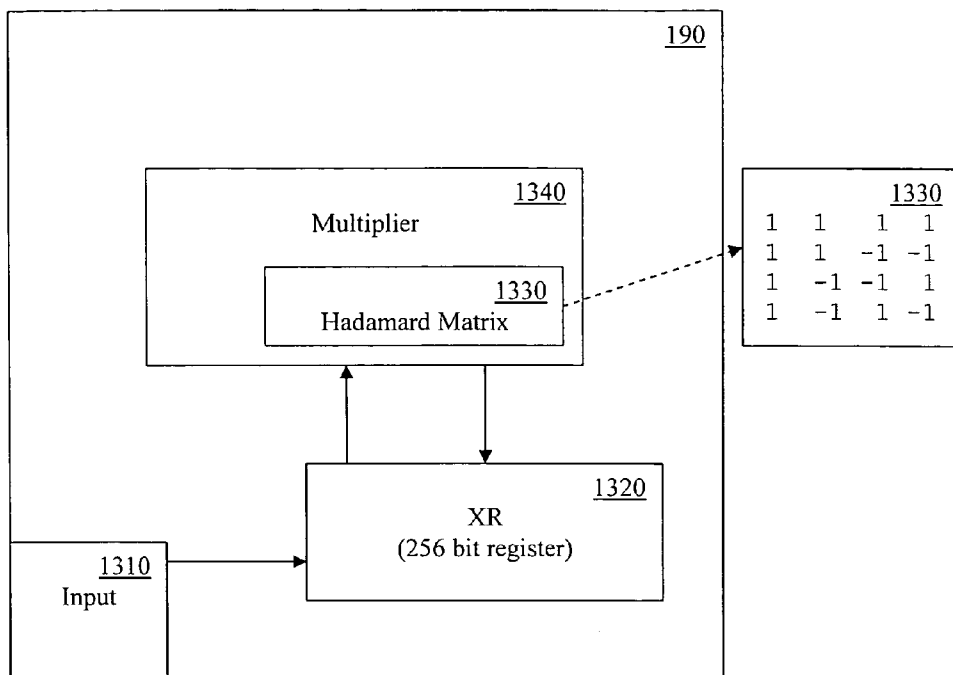 190
1340
Multiplier
1330
Hadamard Matrix
1330
1 1 1 1
1 1 -1 -1
1 -1 -1 1
1 -1 1 -1
1320
XR
(256 bit register)
1310
Input